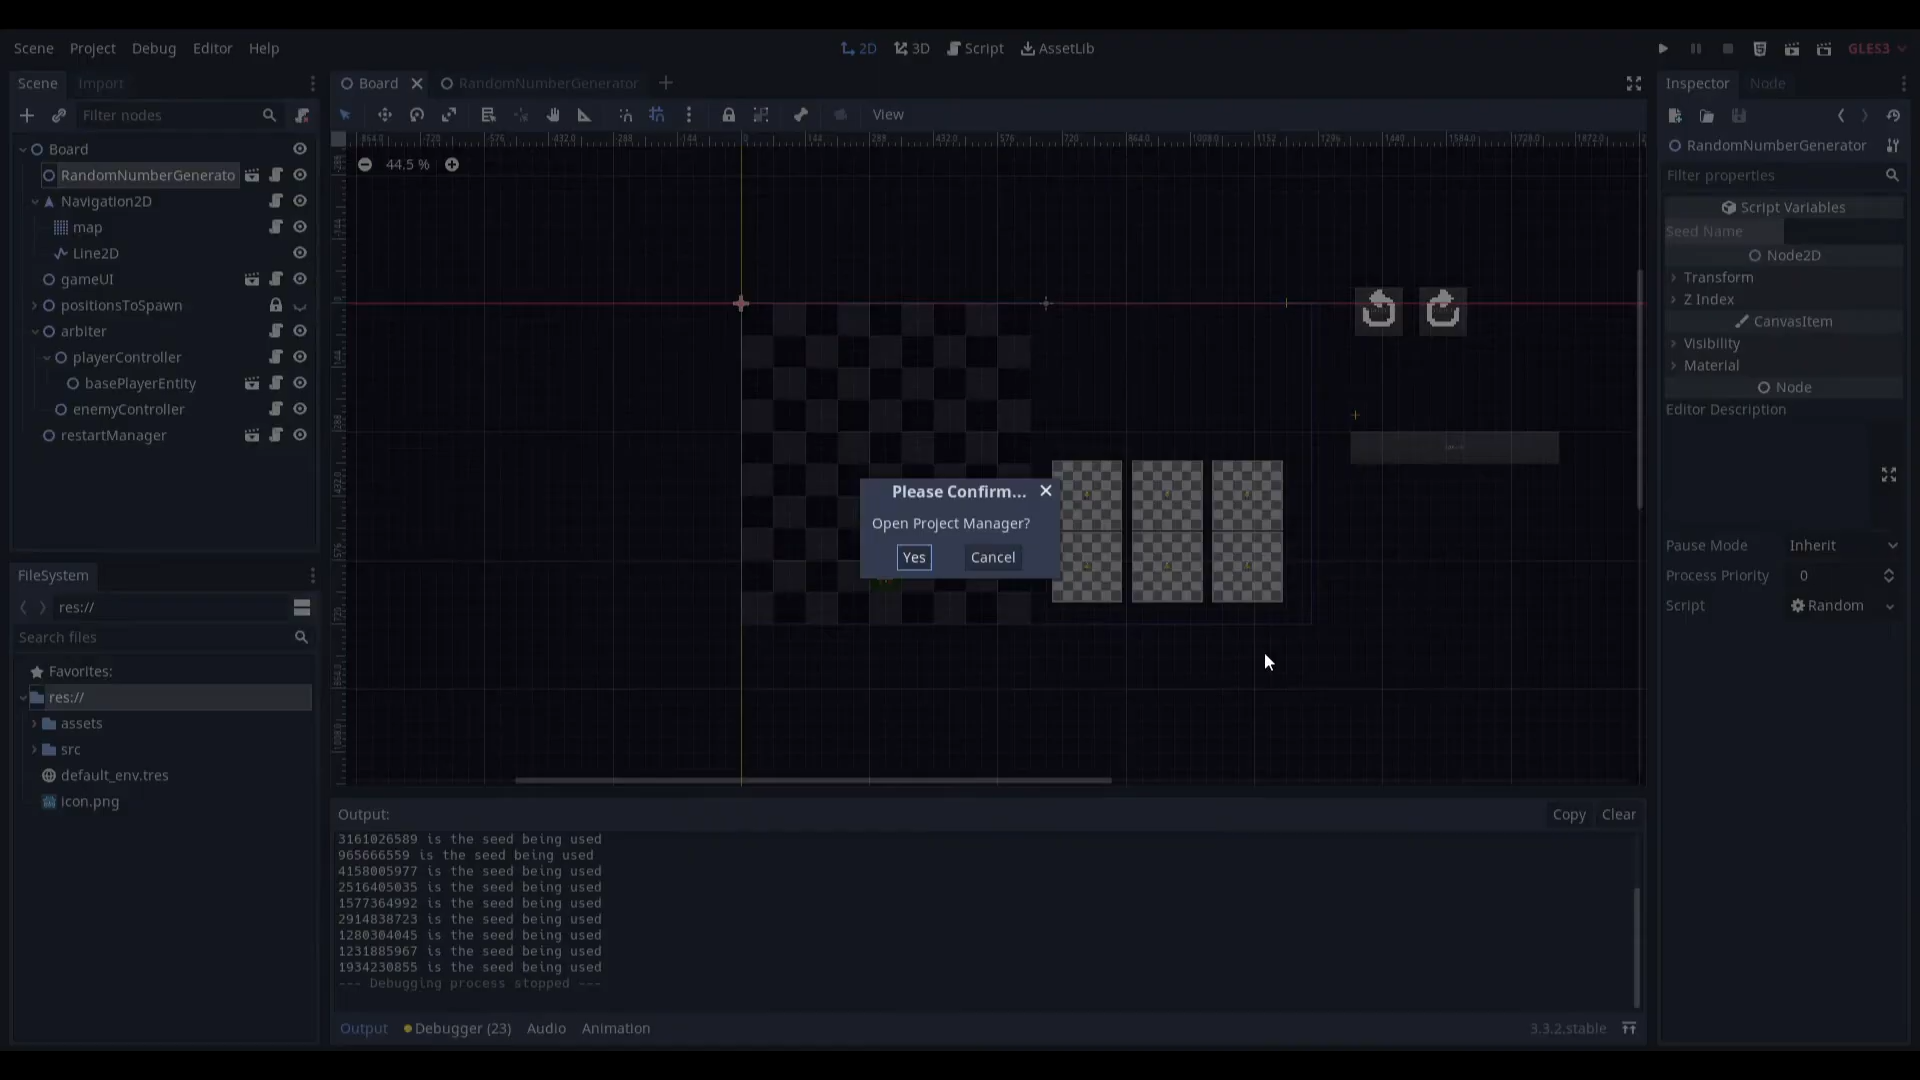 Scene Project Debug Editor Help
2D 3D Script AssetLib
GLES3
Scene Import
Filter nodes
Board
RandomNumberGenerato
Navigation2D
map
Line2D
gameUI
positionsToSpawn
arbiter
playerController
basePlayerEntity
enemyController
restartManager
FileSystem
res://
Search files
Favorites:
res://
assets
src
default_env.tres
icon.png
Board RandomNumberGenerator
View
44.5 %
Please Confirm...
Open Project Manager?
Yes Cancel
Output:
Copy Clear
3161026589 is the seed being used
965666559 is the seed being used
4158005977 is the seed being used
2516405035 is the seed being used
1577364992 is the seed being used
2914838723 is the seed being used
1280304045 is the seed being used
1231885967 is the seed being used
1934230855 is the seed being used
--- Debugging process stopped ---
Output Debugger (23) Audio Animation
3.3.2.stable
Inspector Node
RandomNumberGenerator
Filter properties
Script Variables
Seed Name
Node2D
Transform
Z Index
CanvasItem
Visibility
Material
Node
Editor Description
Pause Mode Inherit
Process Priority 0
Script Random